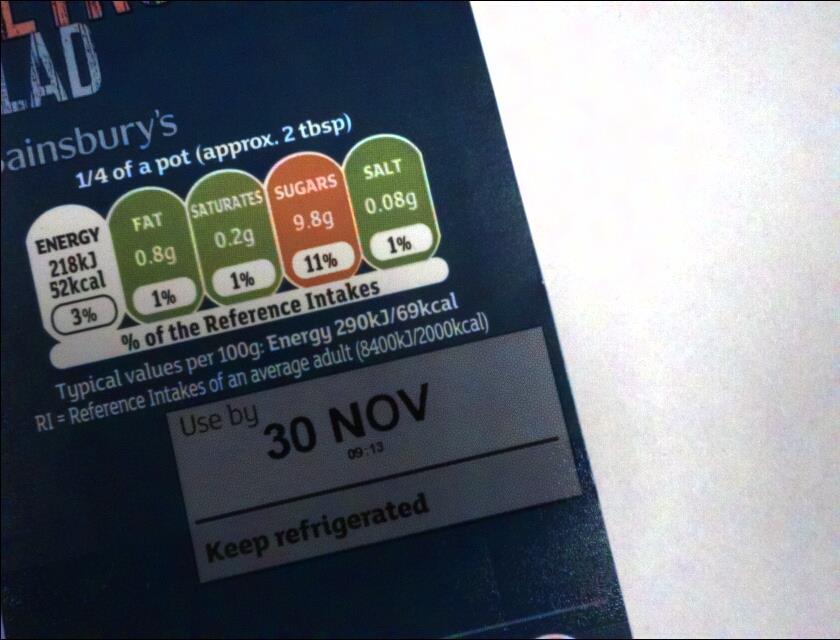 LAD
ainsbury's
1/4 of a pot (approx. 2 tbsp)
ENERGY
218kJ
52kcal
3%
FAT
0.8g
1%
SATURATES
0.2g
1%
SUGARS
9.8g
11%
SALT
0.08g
1%
% of the Reference Intakes
Typical values per 100g: Energy 290kJ/69kcal
RI = Reference Intakes of an average adult (8400kJ/2000kcal)
Use by
30 NOV
09:13
Keep refrigerated